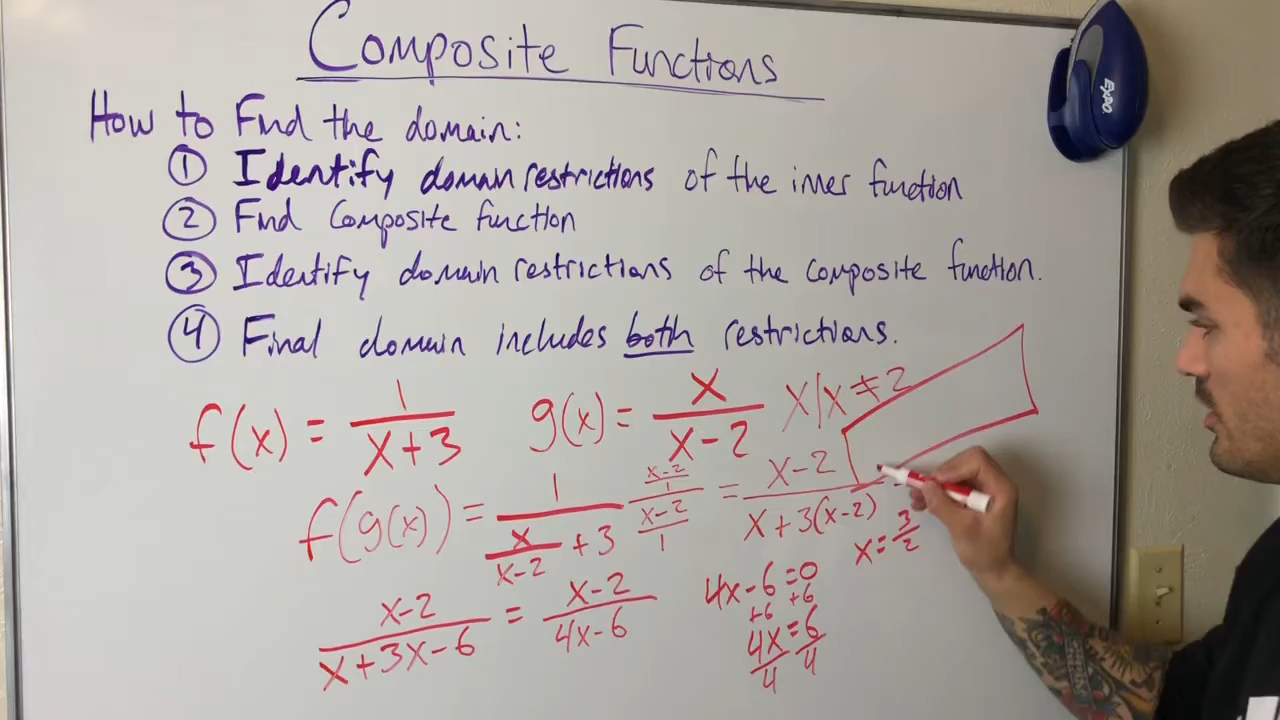 Composite Functions
How to Find the domain:
① Identify domain restrictions of the inner function
② Find Composite function
③ Identify domain restrictions of the composite function.
④ Final domain includes both restrictions.
f(x) = 1/(x+3) g(x) = x/(x-2) x|x≠2
f(g(x)) = 1/(x/(x-2) + 3) ((x-2)/1)/((x-2)/1) = (x-2)/(x+3(x-2))
x = 3/2
(x-2)/(x+3x-6) = (x-2)/(4x-6)
4x-6=0
+6 +6
4x=6
4 4
EXPO